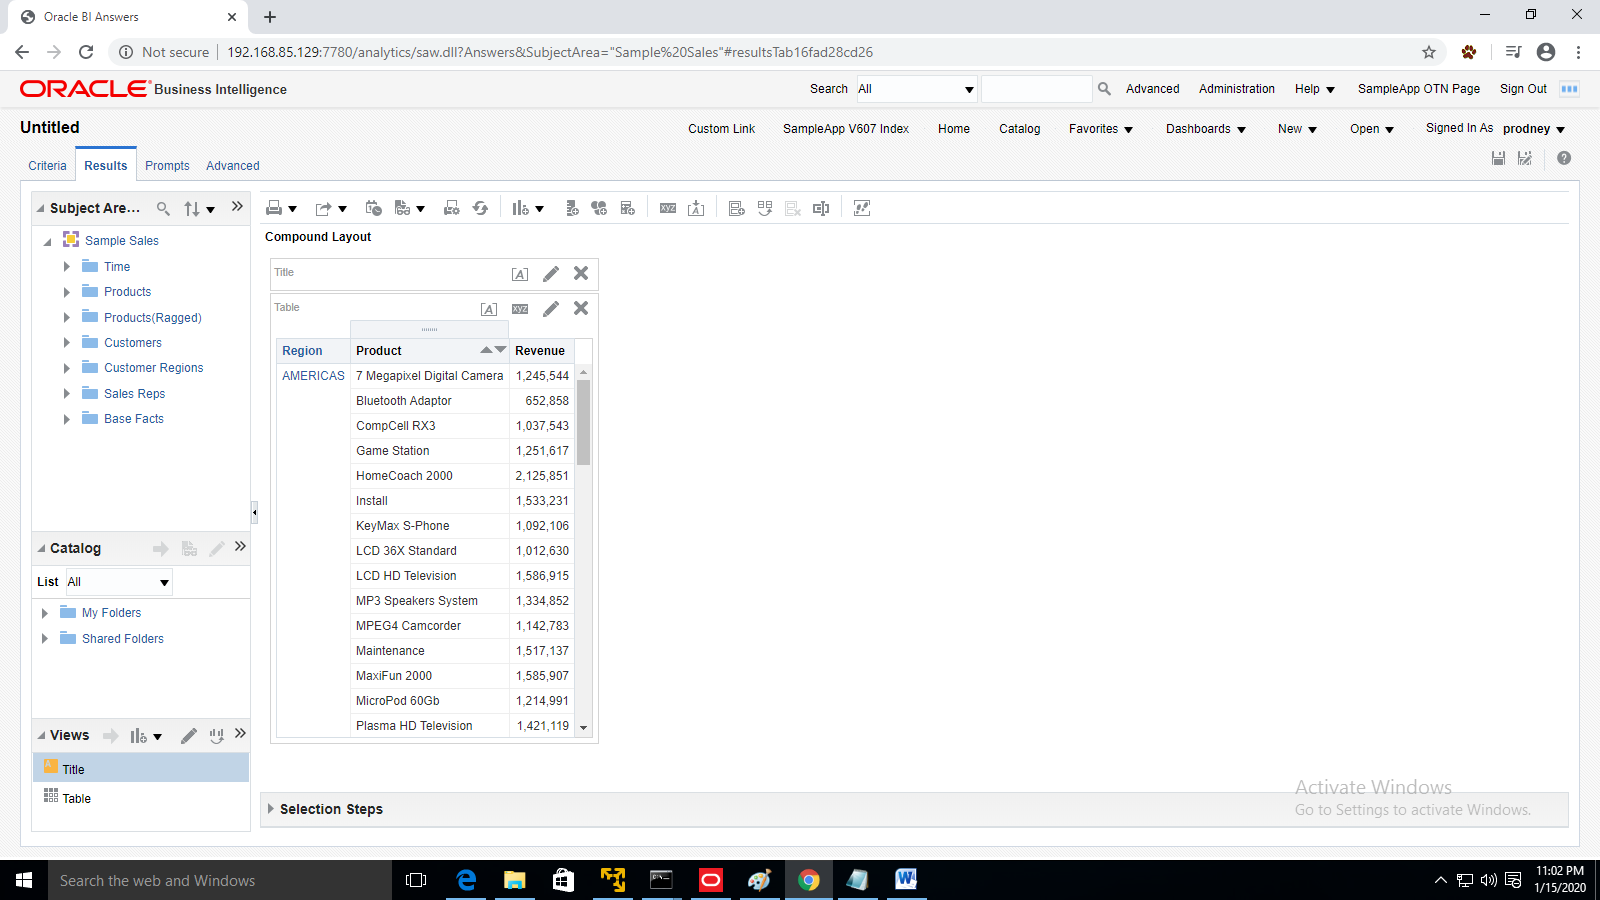 Oracle BI Answers
Not secure 192.168.85.129:7780/analytics/saw.dll?Answers&SubjectArea="Sample%20Sales"#resultsTab16fad28cd26
ORACLE Business Intelligence
Search All Advanced Administration Help SampleApp OTN Page Sign Out
Untitled
Custom Link SampleApp V607 Index Home Catalog Favorites Dashboards New Open Signed In As prodney
Criteria Results Prompts Advanced
Subject Are...
Sample Sales
Time
Products
Products(Ragged)
Customers
Customer Regions
Sales Reps
Base Facts
Catalog
List All
My Folders
Shared Folders
Views
Title
Table
xyz A
Compound Layout
Title A
Table A xyz
Region Product Revenue
AMERICAS 7 Megapixel Digital Camera 1,245,544
Bluetooth Adaptor 652,858
CompCell RX3 1,037,543
Game Station 1,251,617
HomeCoach 2000 2,125,851
Install 1,533,231
KeyMax S-Phone 1,092,106
LCD 36X Standard 1,012,630
LCD HD Television 1,586,915
MP3 Speakers System 1,334,852
MPEG4 Camcorder 1,142,783
Maintenance 1,517,137
MaxiFun 2000 1,585,907
MicroPod 60Gb 1,214,991
Plasma HD Television 1,421,119
Selection Steps
Activate Windows
Go to Settings to activate Windows.
Search the web and Windows
11:02 PM
1/15/2020